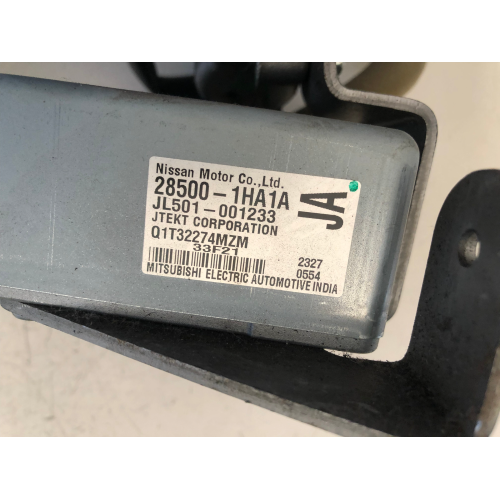 Nissan Motor Co.,Ltd.
28500-1HA1A
JL501-001233
JTEKT CORPORATION
Q1T32274MZM
33F21
JA
2327
0554
MITSUBISHI ELECTRIC AUTOMOTIVE INDIA